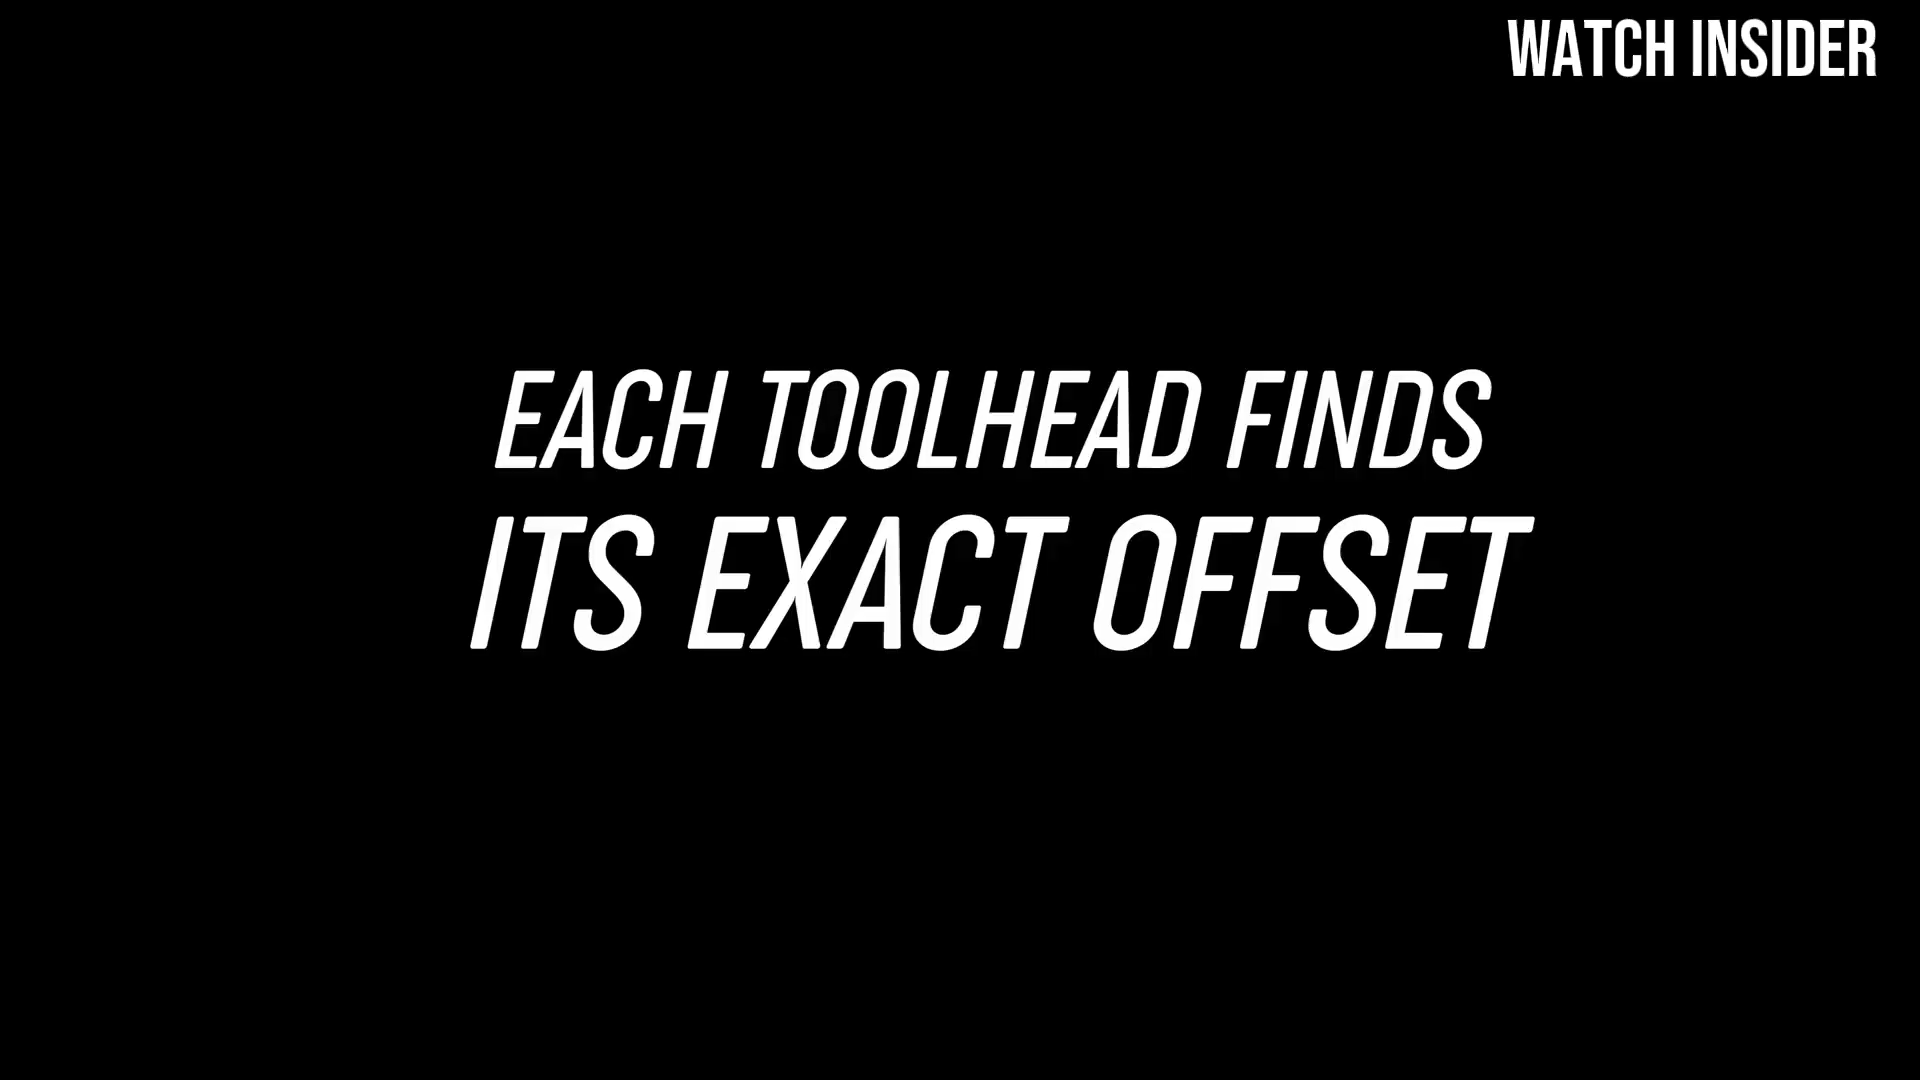 WATCH INSIDER
EACH TOOLHEAD FINDS
ITS EXACT OFFSET